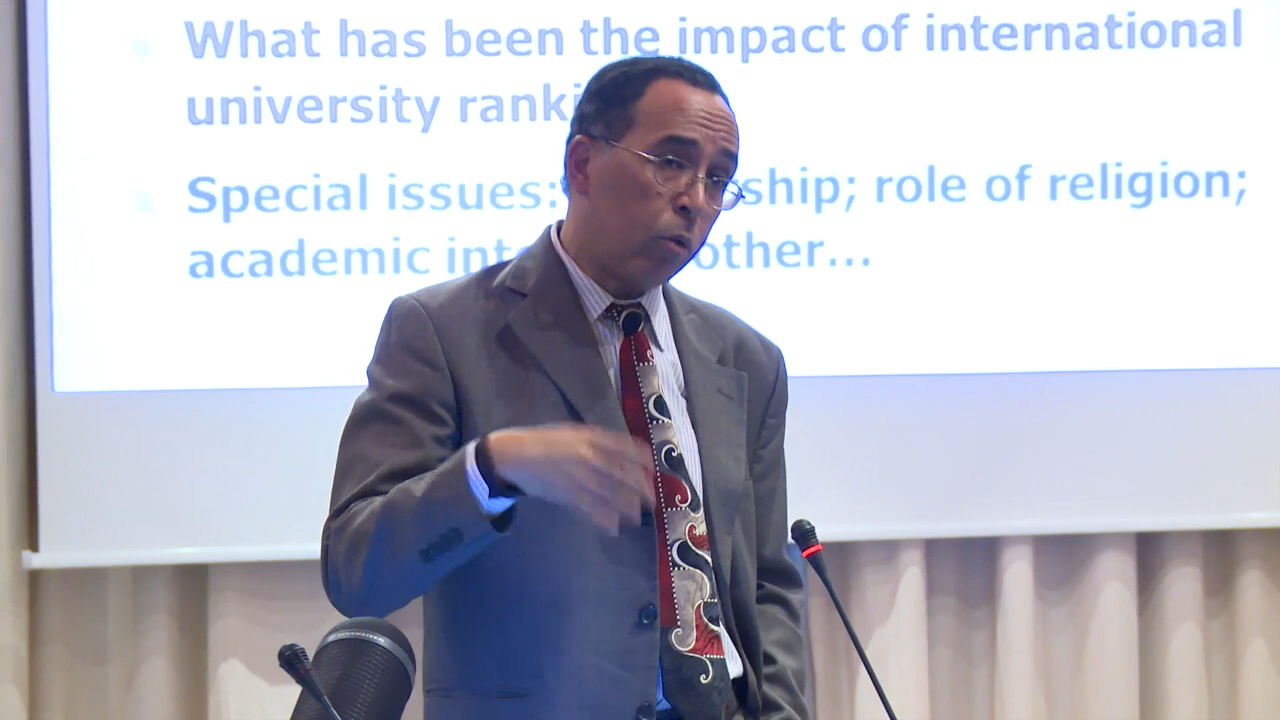 What has been the impact of international
university ranki
Special issues: ship; role of religion;
academic int other...